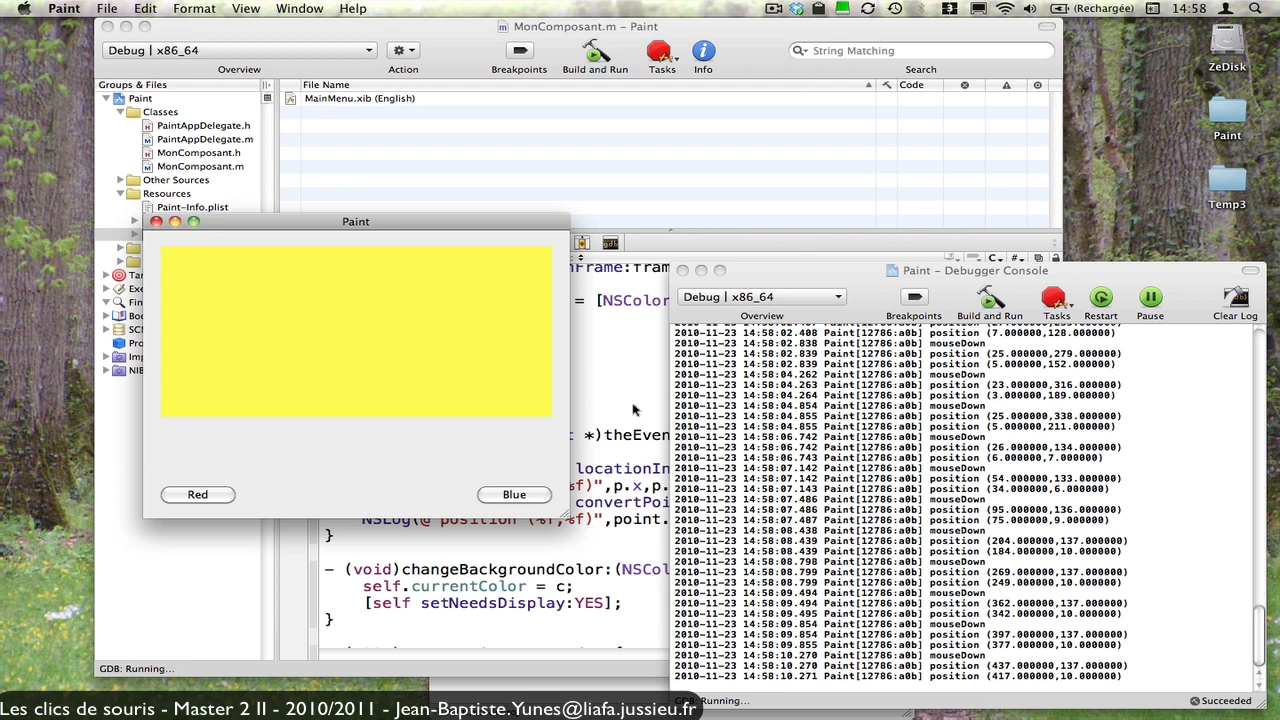 Paint File Edit Format View Window Help (Rechargée) 14:58
MonComposant.m – Paint
Debug | x86_64
String Matching
Overview Action Breakpoints Build and Run Tasks Info Search
ZeDisk
Groups & Files File Name Code
Paint MainMenu.xib (English)
Classes
PaintAppDelegate.h
PaintAppDelegate.m
Paint
MonComposant.h
MonComposant.m
Other Sources
Resources
Temp3
Paint-Info.plist
Paint
Red
Blue
nFrame:fram
= [NSColor
*)theEven
locationIn
f)",p.x,p.
convertPoi
NSLog(@"position (%f,%f)",point.
}
- (void)changeBackgroundColor:(NSCol
self.currentColor = c;
[self setNeedsDisplay:YES];
}
GDB: Running...
Paint – Debugger Console
Debug | x86_64
Overview Breakpoints Build and Run Tasks Restart Pause Clear Log
2010-11-23 14:58:02.408 Paint[12786:a0b] position (7.000000,128.000000)
2010-11-23 14:58:02.838 Paint[12786:a0b] mouseDown
2010-11-23 14:58:02.839 Paint[12786:a0b] position (25.000000,279.000000)
2010-11-23 14:58:02.839 Paint[12786:a0b] position (5.000000,152.000000)
2010-11-23 14:58:04.262 Paint[12786:a0b] mouseDown
2010-11-23 14:58:04.263 Paint[12786:a0b] position (23.000000,316.000000)
2010-11-23 14:58:04.264 Paint[12786:a0b] position (3.000000,189.000000)
2010-11-23 14:58:04.854 Paint[12786:a0b] mouseDown
2010-11-23 14:58:04.855 Paint[12786:a0b] position (25.000000,338.000000)
2010-11-23 14:58:04.855 Paint[12786:a0b] position (5.000000,211.000000)
2010-11-23 14:58:06.742 Paint[12786:a0b] mouseDown
2010-11-23 14:58:06.742 Paint[12786:a0b] position (26.000000,134.000000)
2010-11-23 14:58:06.743 Paint[12786:a0b] position (6.000000,7.000000)
2010-11-23 14:58:07.142 Paint[12786:a0b] mouseDown
2010-11-23 14:58:07.142 Paint[12786:a0b] position (54.000000,133.000000)
2010-11-23 14:58:07.143 Paint[12786:a0b] position (34.000000,6.000000)
2010-11-23 14:58:07.486 Paint[12786:a0b] mouseDown
2010-11-23 14:58:07.486 Paint[12786:a0b] position (95.000000,136.000000)
2010-11-23 14:58:07.487 Paint[12786:a0b] position (75.000000,9.000000)
2010-11-23 14:58:08.438 Paint[12786:a0b] mouseDown
2010-11-23 14:58:08.439 Paint[12786:a0b] position (204.000000,137.000000)
2010-11-23 14:58:08.439 Paint[12786:a0b] position (184.000000,10.000000)
2010-11-23 14:58:08.798 Paint[12786:a0b] mouseDown
2010-11-23 14:58:08.799 Paint[12786:a0b] position (269.000000,137.000000)
2010-11-23 14:58:08.799 Paint[12786:a0b] position (249.000000,10.000000)
2010-11-23 14:58:09.494 Paint[12786:a0b] mouseDown
2010-11-23 14:58:09.494 Paint[12786:a0b] position (362.000000,137.000000)
2010-11-23 14:58:09.495 Paint[12786:a0b] position (342.000000,10.000000)
2010-11-23 14:58:09.854 Paint[12786:a0b] mouseDown
2010-11-23 14:58:09.854 Paint[12786:a0b] position (397.000000,137.000000)
2010-11-23 14:58:09.855 Paint[12786:a0b] position (377.000000,10.000000)
2010-11-23 14:58:10.270 Paint[12786:a0b] mouseDown
2010-11-23 14:58:10.270 Paint[12786:a0b] position (437.000000,137.000000)
2010-11-23 14:58:10.271 Paint[12786:a0b] position (417.000000,10.000000)
Running... Succeeded
Les clics de souris - Master 2 II - 2010/2011 - Jean-Baptiste.Yunes@liafa.jussieu.fr